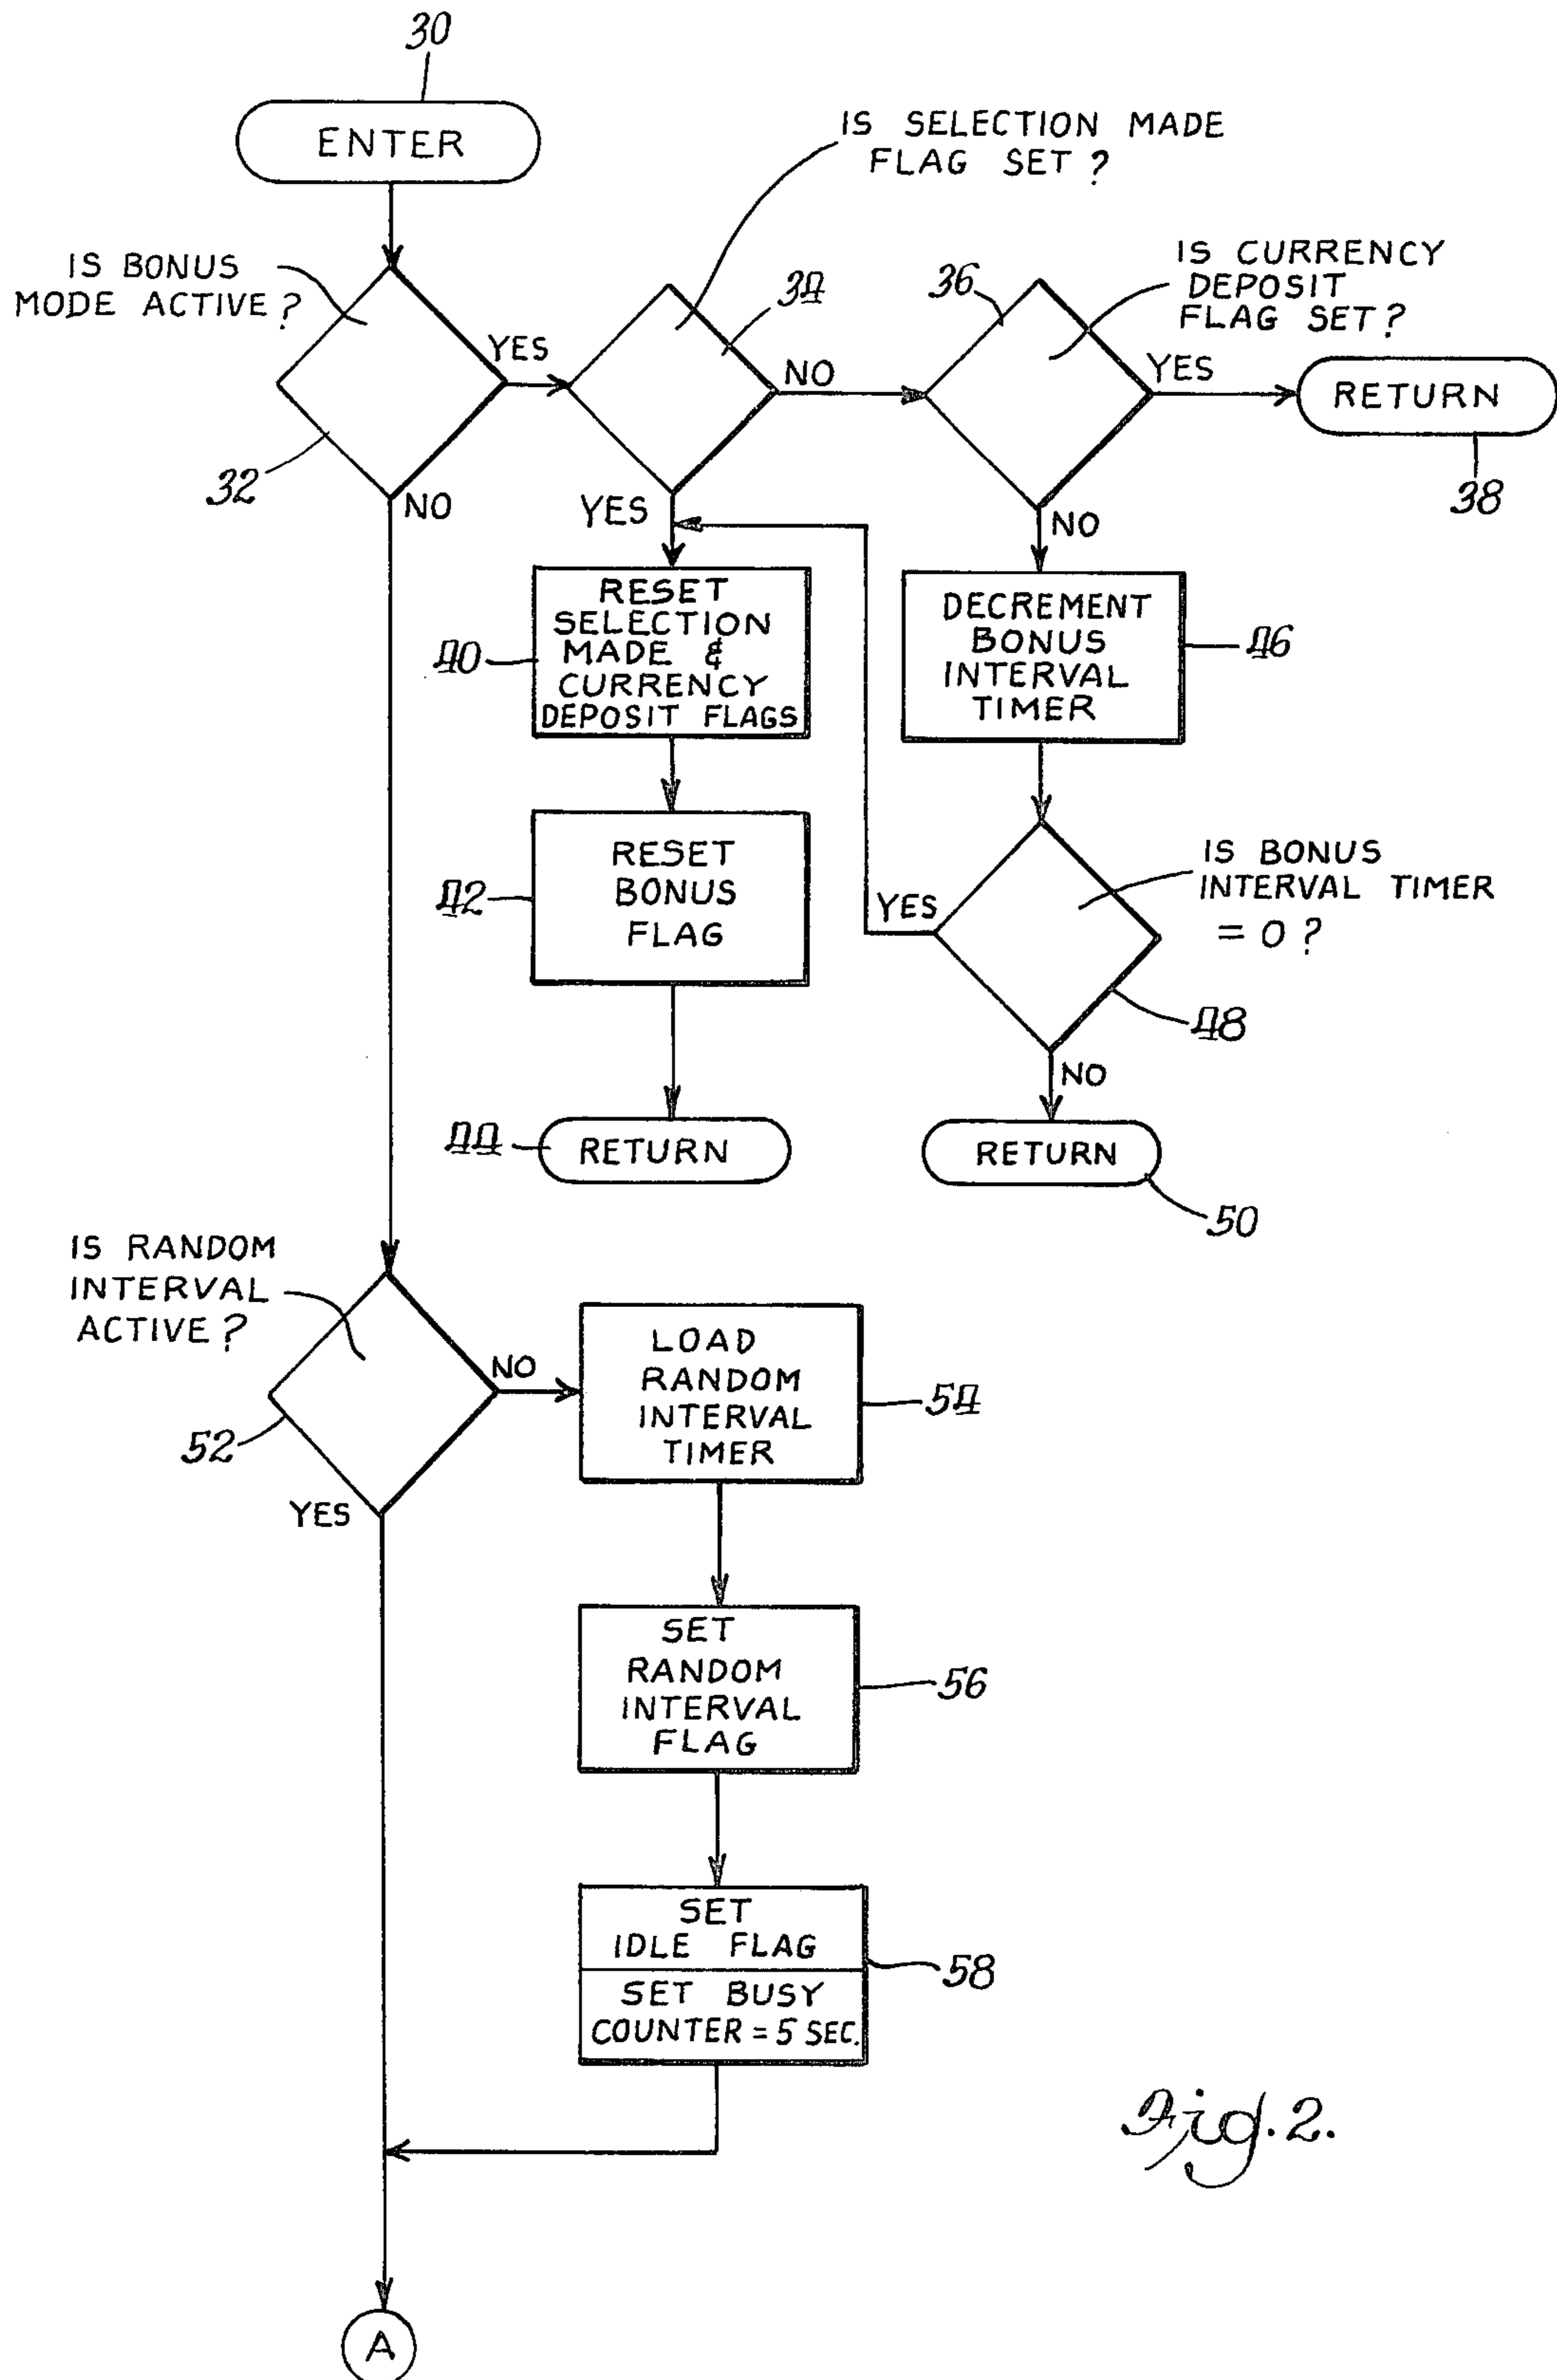 30
ENTER
IS SELECTION MADE
FLAG SET ?
IS BONUS
MODE ACTIVE ?
IS CURRENCY
DEPOSIT
FLAG SET ?
34
36
YES
NO
YES
RETURN
32
NO
YES
NO
38
RESET
SELECTION
MADE &
CURRENCY
DEPOSIT FLAGS
40
DECREMENT
BONUS
INTERVAL
TIMER
46
RESET
BONUS
FLAG
42
YES
IS BONUS
INTERVAL TIMER
= 0 ?
48
NO
44
RETURN
RETURN
50
IS RANDOM
INTERVAL
ACTIVE ?
NO
LOAD
RANDOM
INTERVAL
TIMER
54
52
YES
SET
RANDOM
INTERVAL
FLAG
56
SET
IDLE FLAG
SET BUSY
COUNTER = 5 SEC.
58
Fig. 2.
A